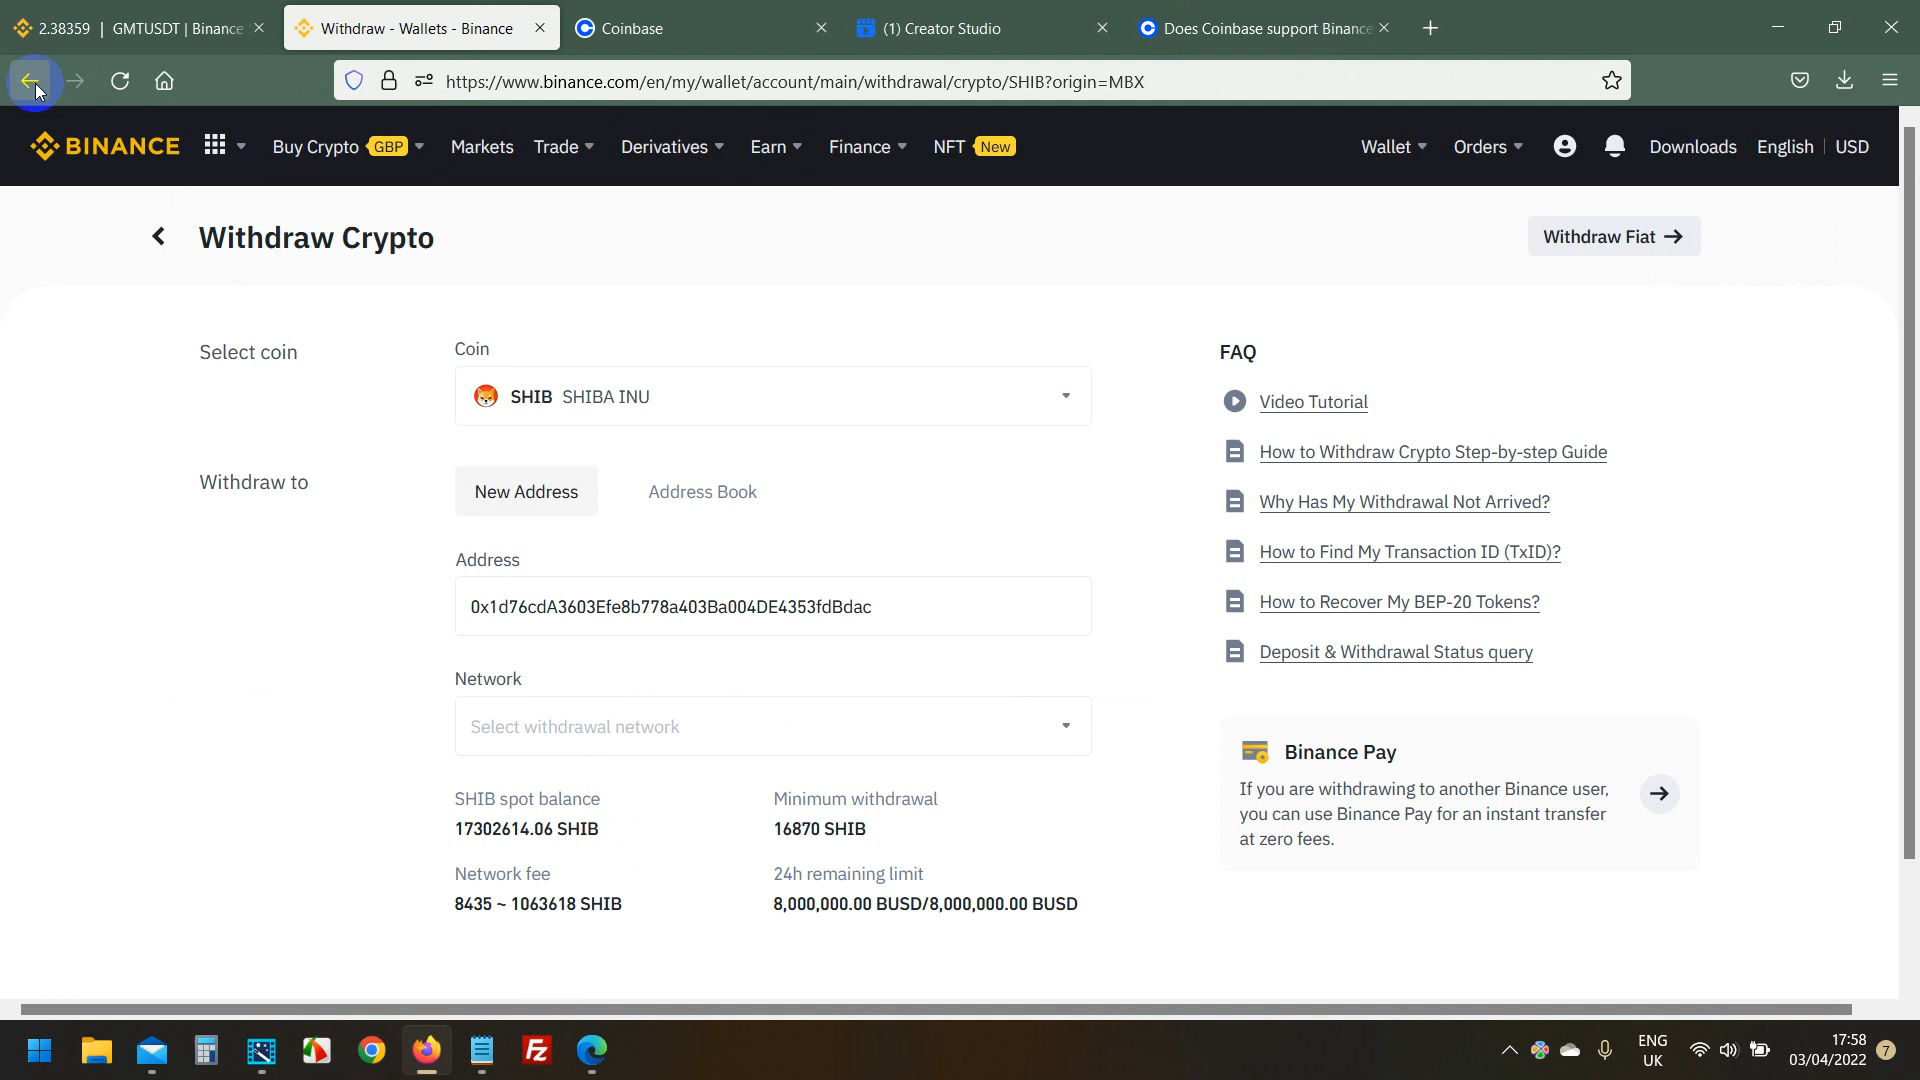 2.38359 | GMTUSDT | Binance
Withdraw - Wallets - Binance
Coinbase
(1) Creator Studio
Does Coinbase support Binance
https://www.binance.com/en/my/wallet/account/main/withdrawal/crypto/SHIB?origin=MBX
BINANCE
Buy Crypto GBP
Markets
Trade
Derivatives
Earn
Finance
NFT New
Wallet
Orders
Downloads
English
USD
Withdraw Crypto
Withdraw Fiat
Select coin
Coin
FAQ
SHIB SHIBA INU
Video Tutorial
How to Withdraw Crypto Step-by-step Guide
Withdraw to
New Address
Address Book
Why Has My Withdrawal Not Arrived?
Address
How to Find My Transaction ID (TxID)?
0x1d76cdA3603Efe8b778a403Ba004DE4353fdBdac
How to Recover My BEP-20 Tokens?
Deposit & Withdrawal Status query
Network
Select withdrawal network
Binance Pay
If you are withdrawing to another Binance user,
you can use Binance Pay for an instant transfer
at zero fees.
SHIB spot balance
Minimum withdrawal
17302614.06 SHIB
16870 SHIB
Network fee
24h remaining limit
8435 ~ 1063618 SHIB
8,000,000.00 BUSD/8,000,000.00 BUSD
Fz
ENG
UK
17:58
03/04/2022
7